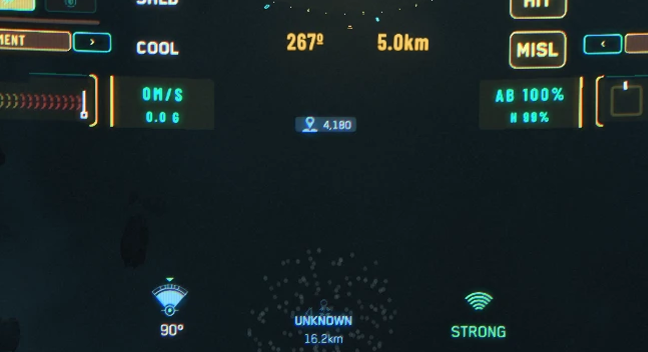 MENT
>
COOL
267º
5.0km
HIT
MISL
<
0M/S
0.0 G
AB 100%
H 99%
4,180
90°
UNKNOWN
16.2km
STRONG